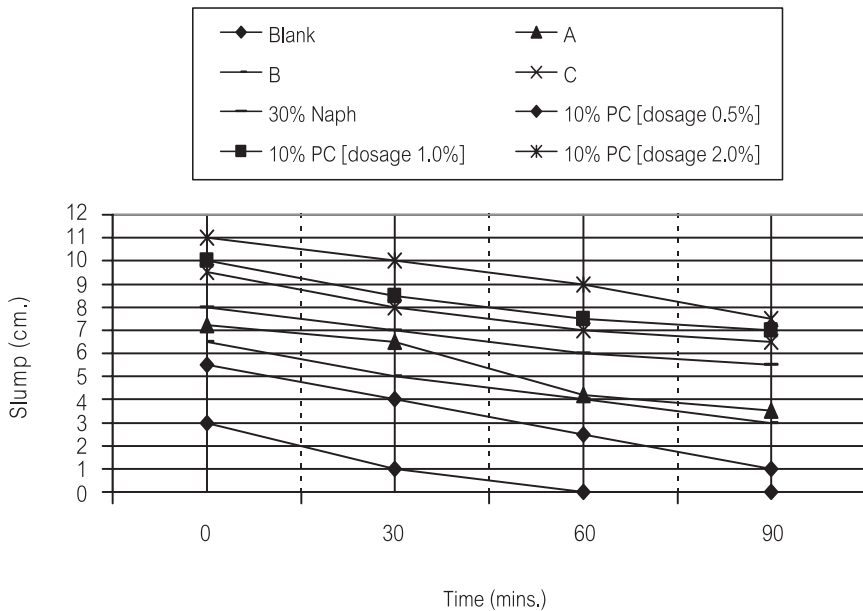 Blank A
B C
30% Naph 10% PC [dosage 0.5%]
10% PC [dosage 1.0%] 10% PC [dosage 2.0%]
12
11
10
9
8
7
6
5
4
3
2
1
0
Slump (cm.)
0 30 60 90
Time (mins.)